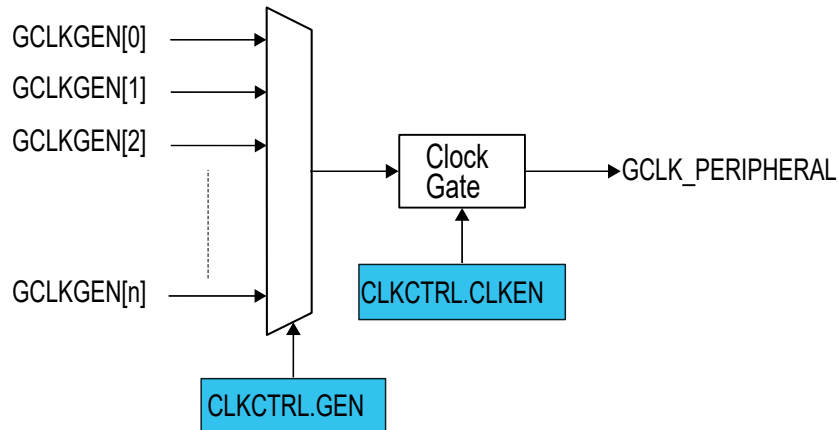 GCLKGEN[0]
GCLKGEN[1]
GCLKGEN[2]
GCLKGEN[n]
Clock
Gate
GCLK_PERIPHERAL
CLKCTRL.CLKEN
CLKCTRL.GEN